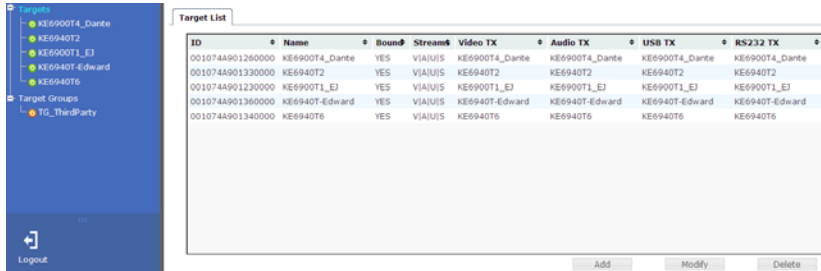 Targets
KE6900T4_Dante
KE6940T2
KE6900T1_EJ
KE6940T-Edward
KE6940T6
Target Groups
TG_ThirdParty
Logout
Target List
ID Name Bound Streams Video TX Audio TX USB TX RS232 TX
001074A901260000 KE6900T4_Dante YES V|A|U|S KE6900T4_Dante KE6900T4_Dante KE6900T4_Dante KE6900T4_Dante
001074A901330000 KE6940T2 YES V|A|U|S KE6940T2 KE6940T2 KE6940T2 KE6940T2
001074A901230000 KE6900T1_EJ YES V|A|U|S KE6900T1_EJ KE6900T1_EJ KE6900T1_EJ KE6900T1_EJ
001074A901360000 KE6940T-Edward YES V|A|U|S KE6940T-Edward KE6940T-Edward KE6940T-Edward KE6940T-Edward
001074A901340000 KE6940T6 YES V|A|U|S KE6940T6 KE6940T6 KE6940T6 KE6940T6
Add Modify Delete